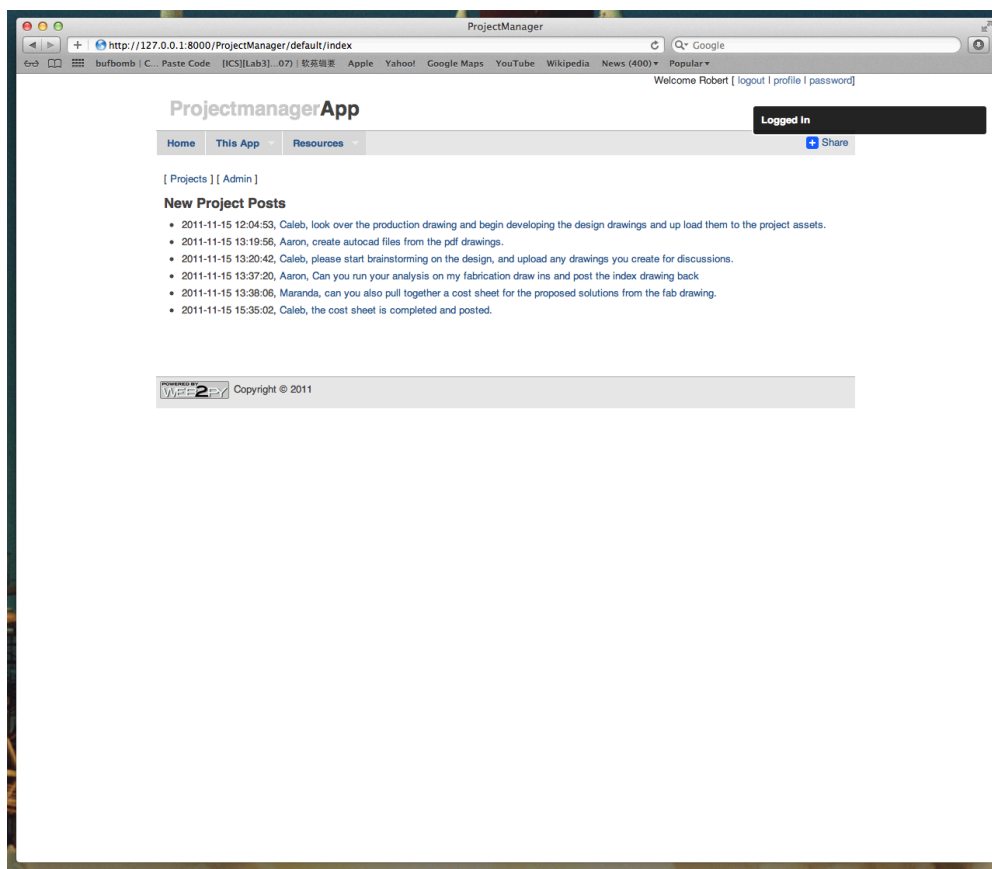 ProjectManager
http://127.0.0.1:8000/ProjectManager/default/index
Google
bufbomb | C... Paste Code [ICS][Lab3]...07) | 软苑辑要 Apple Yahoo! Google Maps YouTube Wikipedia News (400) Popular
Welcome Robert [ logout | profile | password]
ProjectmanagerApp
Logged in
Home This App Resources
Share
[ Projects ] [ Admin ]
New Project Posts
2011-11-15 12:04:53, Caleb, look over the production drawing and begin developing the design drawings and up load them to the project assets.
2011-11-15 13:19:56, Aaron, create autocad files from the pdf drawings.
2011-11-15 13:20:42, Caleb, please start brainstorming on the design, and upload any drawings you create for discussions.
2011-11-15 13:37:20, Aaron, Can you run your analysis on my fabrication draw ins and post the index drawing back
2011-11-15 13:38:06, Maranda, can you also pull together a cost sheet for the proposed solutions from the fab drawing.
2011-11-15 15:35:02, Caleb, the cost sheet is completed and posted.
POWERED BY
WEB2PY Copyright © 2011